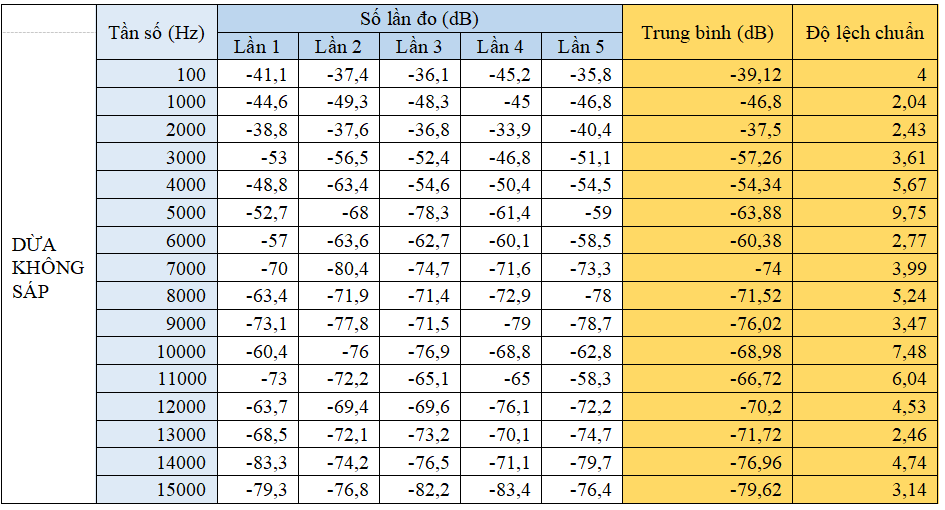 Tần số (Hz) Số lần đo (dB) Trung bình (dB) Độ lệch chuẩn
Lần 1 Lần 2 Lần 3 Lần 4 Lần 5
DỪA
KHÔNG
SÁP
100 -41,1 -37,4 -36,1 -45,2 -35,8 -39,12 4
1000 -44,6 -49,3 -48,3 -45 -46,8 -46,8 2,04
2000 -38,8 -37,6 -36,8 -33,9 -40,4 -37,5 2,43
3000 -53 -56,5 -52,4 -46,8 -51,1 -57,26 3,61
4000 -48,8 -63,4 -54,6 -50,4 -54,5 -54,34 5,67
5000 -52,7 -68 -78,3 -61,4 -59 -63,88 9,75
6000 -57 -63,6 -62,7 -60,1 -58,5 -60,38 2,77
7000 -70 -80,4 -74,7 -71,6 -73,3 -74 3,99
8000 -63,4 -71,9 -71,4 -72,9 -78 -71,52 5,24
9000 -73,1 -77,8 -71,5 -79 -78,7 -76,02 3,47
10000 -60,4 -76 -76,9 -68,8 -62,8 -68,98 7,48
11000 -73 -72,2 -65,1 -65 -58,3 -66,72 6,04
12000 -63,7 -69,4 -69,6 -76,1 -72,2 -70,2 4,53
13000 -68,5 -72,1 -73,2 -70,1 -74,7 -71,72 2,46
14000 -83,3 -74,2 -76,5 -71,1 -79,7 -76,96 4,74
15000 -79,3 -76,8 -82,2 -83,4 -76,4 -79,62 3,14